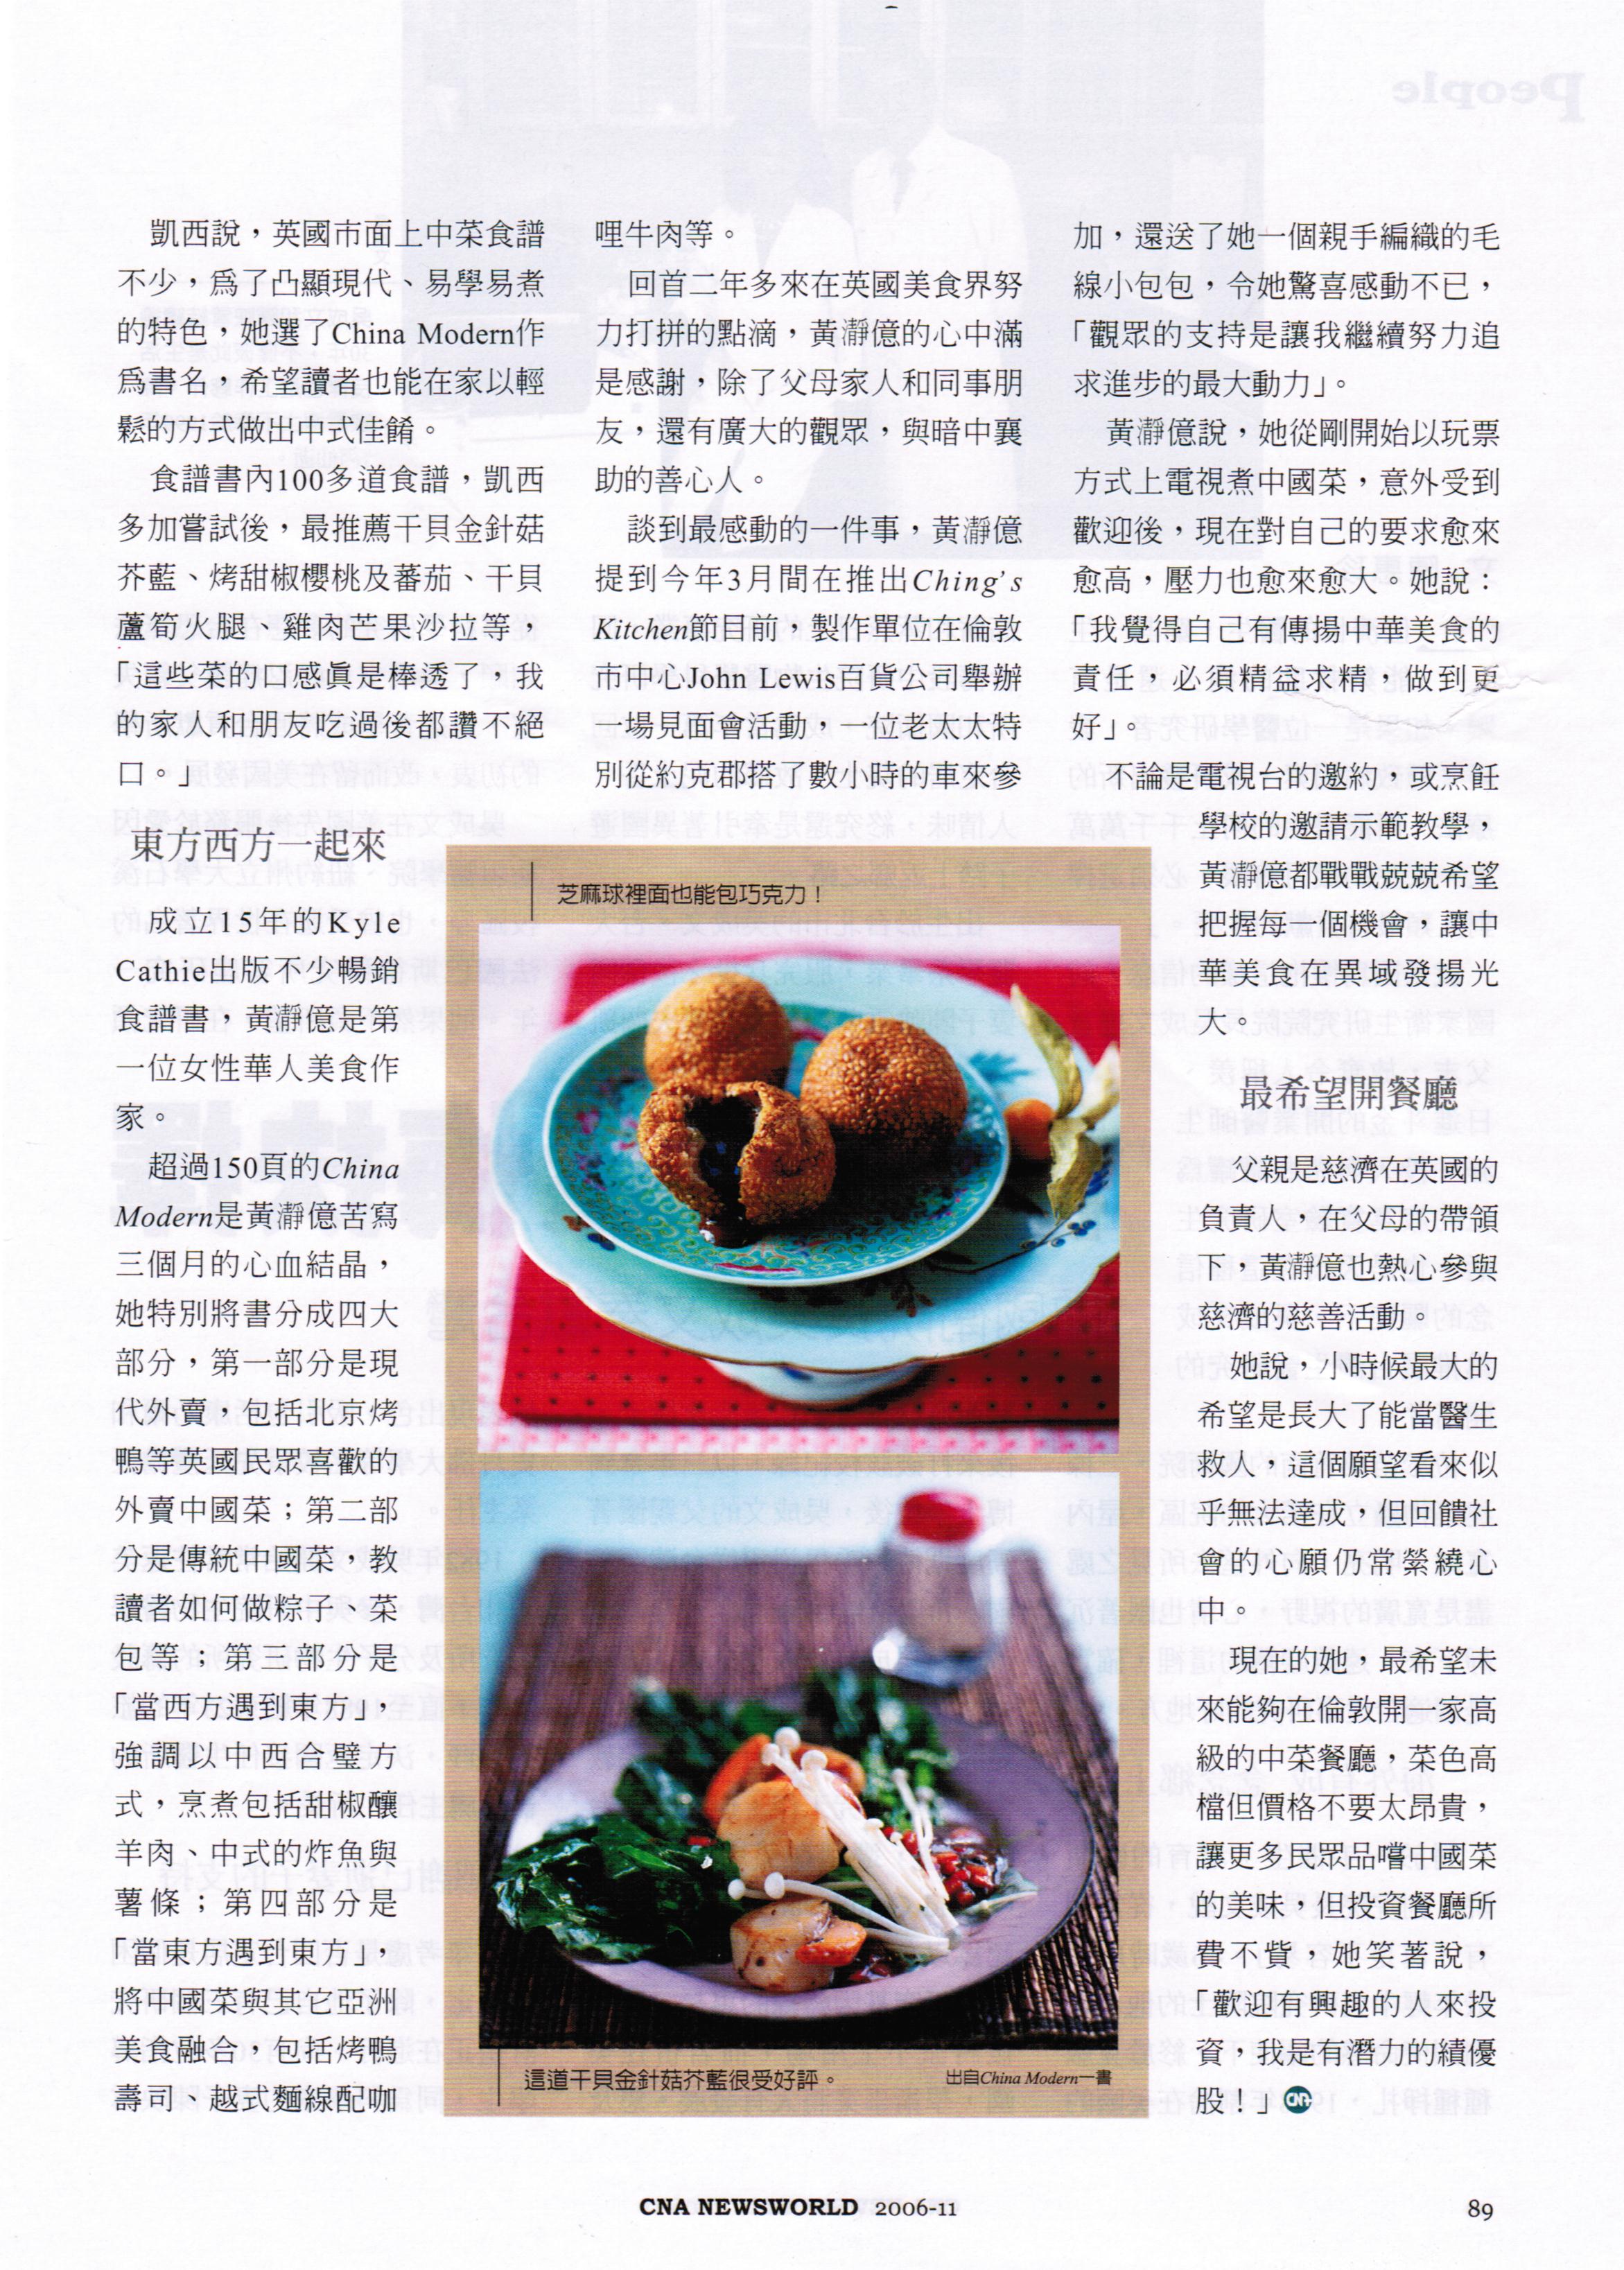 凱西說，英國市面上中菜食譜
不少，爲了凸顯現代、易學易煮
的特色，她選了China Modern作
爲書名，希望讀者也能在家以輕
鬆的方式做出中式佳餚。
食譜書內100多道食譜，凱西
多加嘗試後，最推薦干貝金針菇
芥藍、烤甜椒櫻桃及蕃茄、干貝
蘆筍火腿、雞肉芒果沙拉等，
「這些菜的口感眞是棒透了，我
的家人和朋友吃過後都讚不絕
口。」
東方西方一起來
成立15年的Kyle
Cathie出版不少暢銷
食譜書，黃瀞億是第
一位女性華人美食作
家。
超過150頁的China
Modern是黃瀞億苦寫
三個月的心血結晶，
她特別將書分成四大
部分，第一部分是現
代外賣，包括北京烤
鴨等英國民眾喜歡的
外賣中國菜；第二部
分是傳統中國菜，教
讀者如何做粽子、菜
包等；第三部分是
「當西方遇到東方」，
強調以中西合璧方
式，烹煮包括甜椒釀
羊肉、中式的炸魚與
薯條；第四部分是
「當東方遇到東方」，
將中國菜與其它亞洲
美食融合，包括烤鴨
壽司、越式麵線配咖
哩牛肉等。
回首二年多來在英國美食界努
力打拼的點滴，黃瀞億的心中滿
是感謝，除了父母家人和同事朋
友，還有廣大的觀眾，與暗中襄
助的善心人。
談到最感動的一件事，黃瀞億
提到今年3月間在推出Ching's
Kitchen節目前，製作單位在倫敦
市中心John Lewis百貨公司舉辦
一場見面會活動，一位老太太特
別從約克郡搭了數小時的車來參
加，還送了她一個親手編織的毛
線小包包，令她驚喜感動不已，
「觀眾的支持是讓我繼續努力追
求進步的最大動力」。
黃瀞億說，她從剛開始以玩票
方式上電視煮中國菜，意外受到
歡迎後，現在對自己的要求愈來
愈高，壓力也愈來愈大。她說：
「我覺得自己有傳揚中華美食的
責任，必須精益求精，做到更
好」。
不論是電視台的邀約，或烹飪
學校的邀請示範教學，
黃瀞億都戰戰兢兢希望
把握每一個機會，讓中
華美食在異域發揚光
大。
最希望開餐廳
父親是慈濟在英國的
負責人，在父母的帶領
下，黃瀞億也熱心參與
慈濟的慈善活動。
她說，小時候最大的
希望是長大了能當醫生
救人，這個願望看來似
乎無法達成，但回饋社
會的心願仍常縈繞心
中。
現在的她，最希望未
來能夠在倫敦開一家高
級的中菜餐廳，菜色高
檔但價格不要太昂貴，
讓更多民眾品嚐中國菜
的美味，但投資餐廳所
費不貲，她笑著說，
「歡迎有興趣的人來投
資，我是有潛力的績優
股！」CNA
芝麻球裡面也能包巧克力！
這道干貝金針菇芥藍很受好評。
出自China Modern一書
CNA NEWSWORLD 2006-11
89